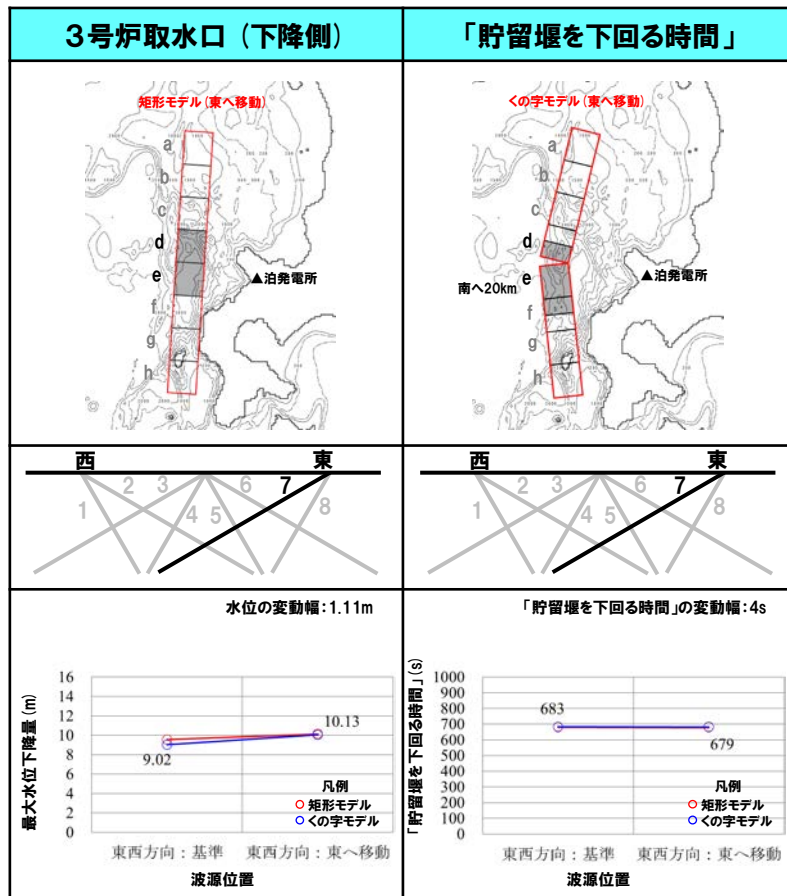 3号炉取水口（下降側）
「貯留堰を下回る時間」
矩形モデル(東へ移動)
a
b
c
d
e
f
g
h
▲泊発電所
くの字モデル(東へ移動)
a
b
c
d
e
f
g
h
南へ20km
▲泊発電所
西 東
1 2 3 4 5 6 7 8
西 東
1 2 3 4 5 6 7 8
水位の変動幅:1.11m
最大水位下降量(m)
16
14
12
10
8
6
4
2
0
9.02
10.13
凡例
矩形モデル
くの字モデル
東西方向：基準 東西方向：東へ移動
波源位置
「貯留堰を下回る時間」の変動幅:4s
「貯留堰を下回る時間」(s)
1000
900
800
700
600
500
400
300
200
100
0
683
679
凡例
矩形モデル
くの字モデル
東西方向：基準 東西方向：東へ移動
波源位置